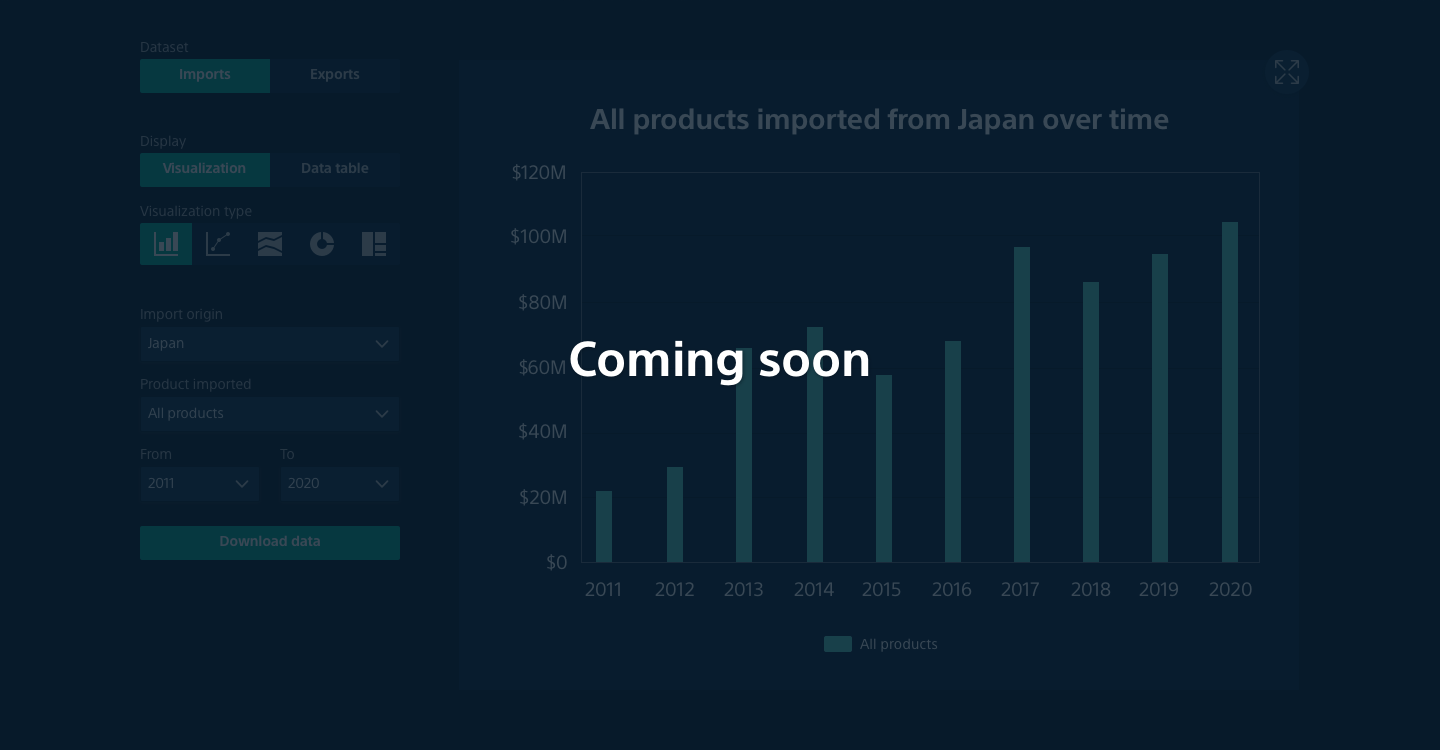 Dataset
Imports Exports
Display
Visualization Data table
Visualization type
Import origin
Japan
Product imported
All products
From To
2011 2020
Download data
All products imported from Japan over time
$120M
$100M
$80M
$60M
$40M
$20M
$0
2011 2012 2013 2014 2015 2016 2017 2018 2019 2020
All products
Coming soon